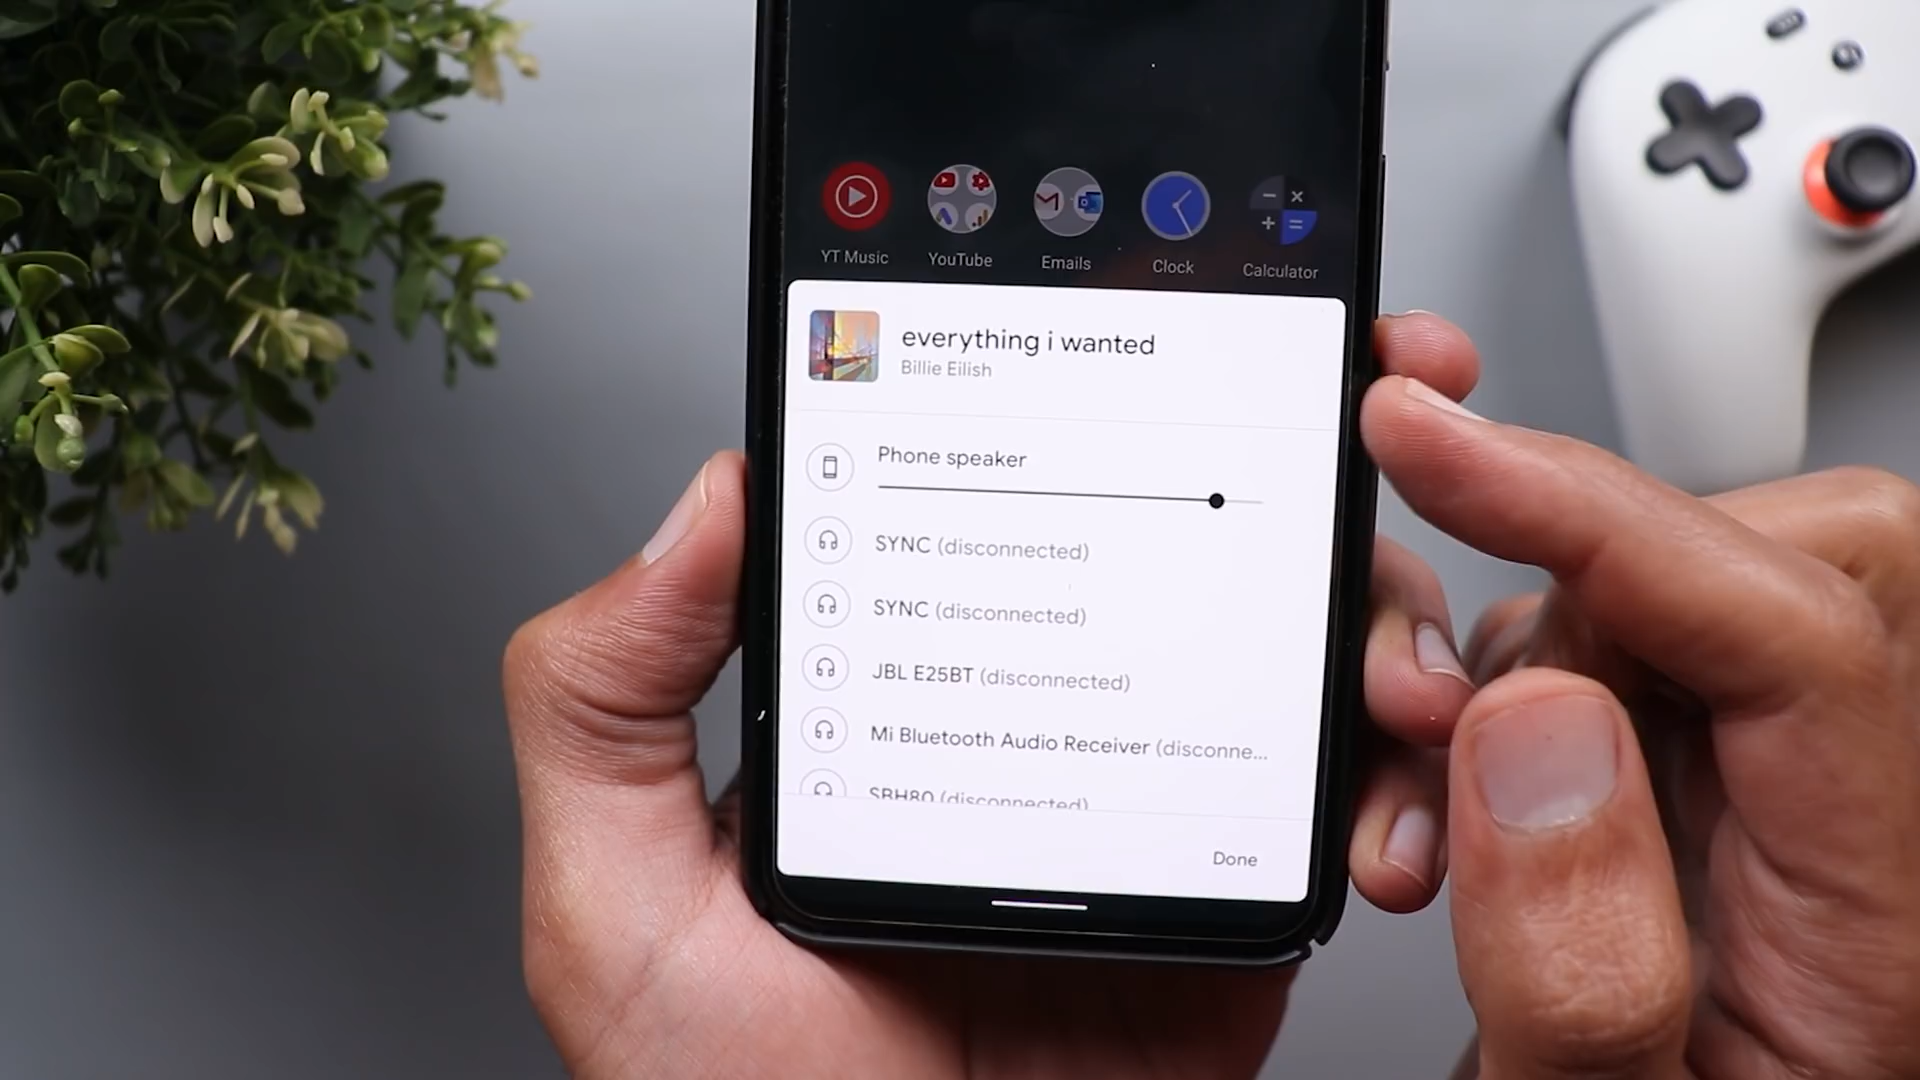 YT Music
YouTube
Emails
Clock
Calculator
everything i wanted
Billie Eilish
Phone speaker
SYNC (disconnected)
SYNC (disconnected)
JBL E25BT (disconnected)
Mi Bluetooth Audio Receiver (disconne...
SBH80 (disconnected)
Done